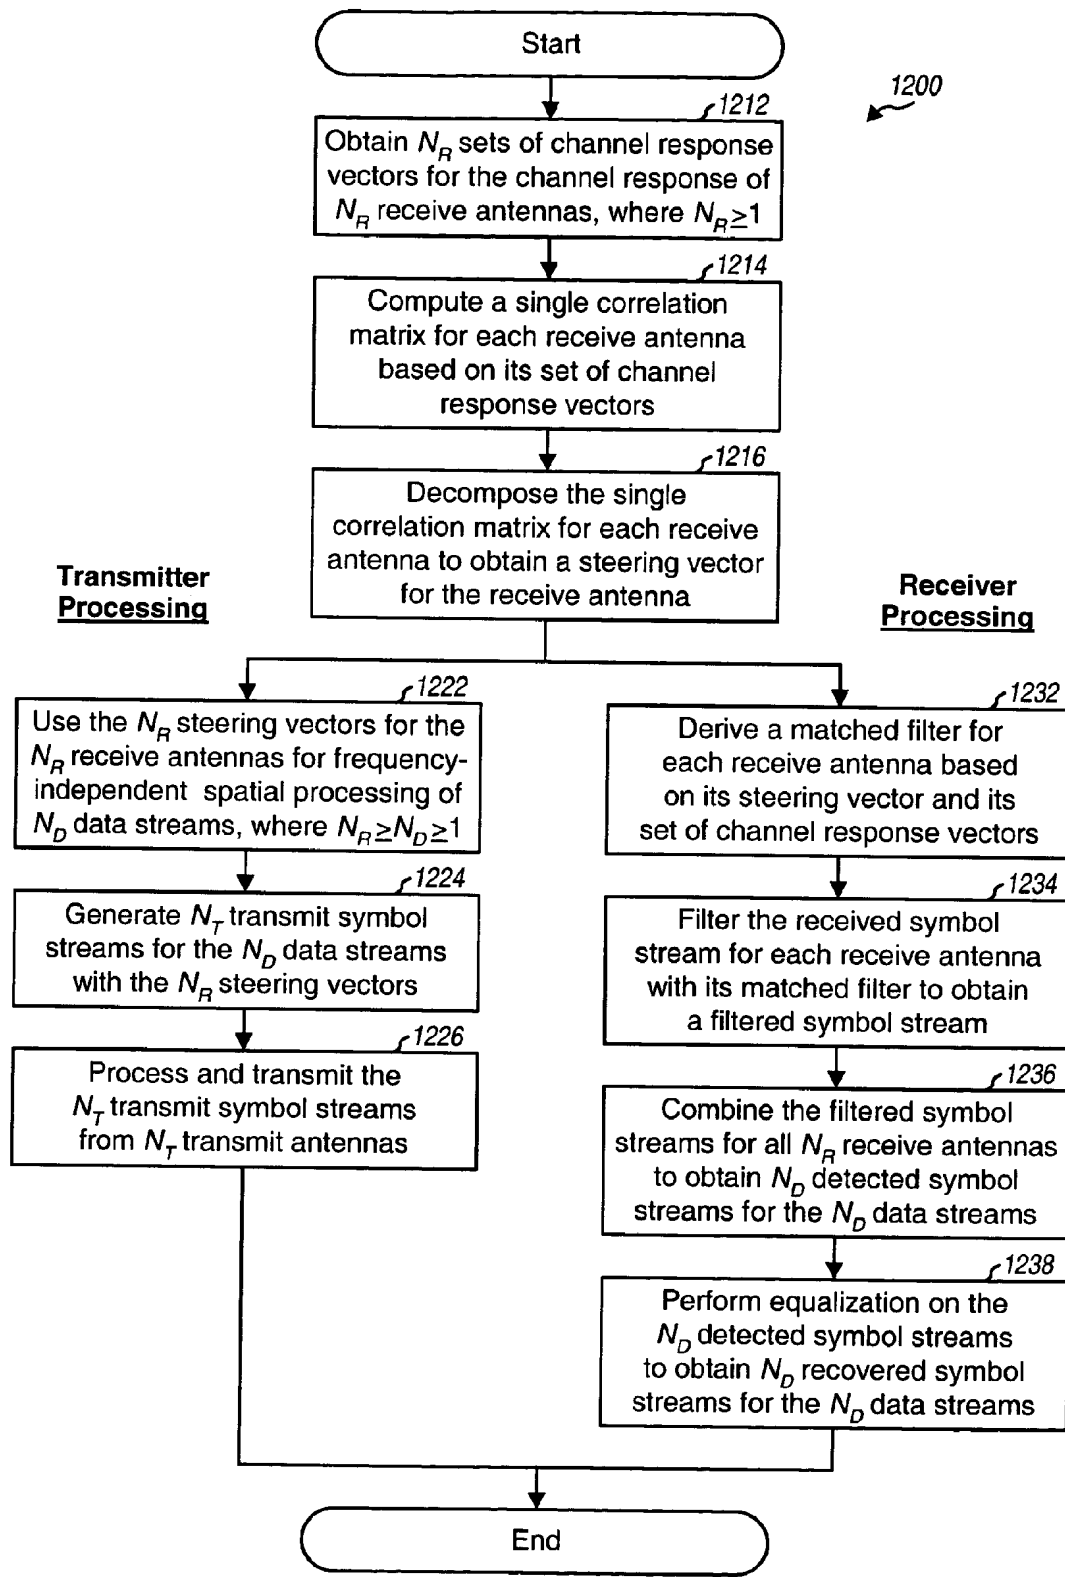 Start
1200
1212
Obtain N_R sets of channel response
vectors for the channel response of
N_R receive antennas, where N_R ≥ 1
1214
Compute a single correlation
matrix for each receive antenna
based on its set of channel
response vectors
1216
Decompose the single
correlation matrix for each receive
antenna to obtain a steering vector
for the receive antenna
Transmitter
Processing
Receiver
Processing
1222
Use the N_R steering vectors for the
N_R receive antennas for frequency-
independent spatial processing of
N_D data streams, where N_R ≥ N_D ≥ 1
1224
Generate N_T transmit symbol
streams for the N_D data streams
with the N_R steering vectors
1226
Process and transmit the
N_T transmit symbol streams
from N_T transmit antennas
1232
Derive a matched filter for
each receive antenna based
on its steering vector and its
set of channel response vectors
1234
Filter the received symbol
stream for each receive antenna
with its matched filter to obtain
a filtered symbol stream
1236
Combine the filtered symbol
streams for all N_R receive antennas
to obtain N_D detected symbol
streams for the N_D data streams
1238
Perform equalization on the
N_D detected symbol streams
to obtain N_D recovered symbol
streams for the N_D data streams
End